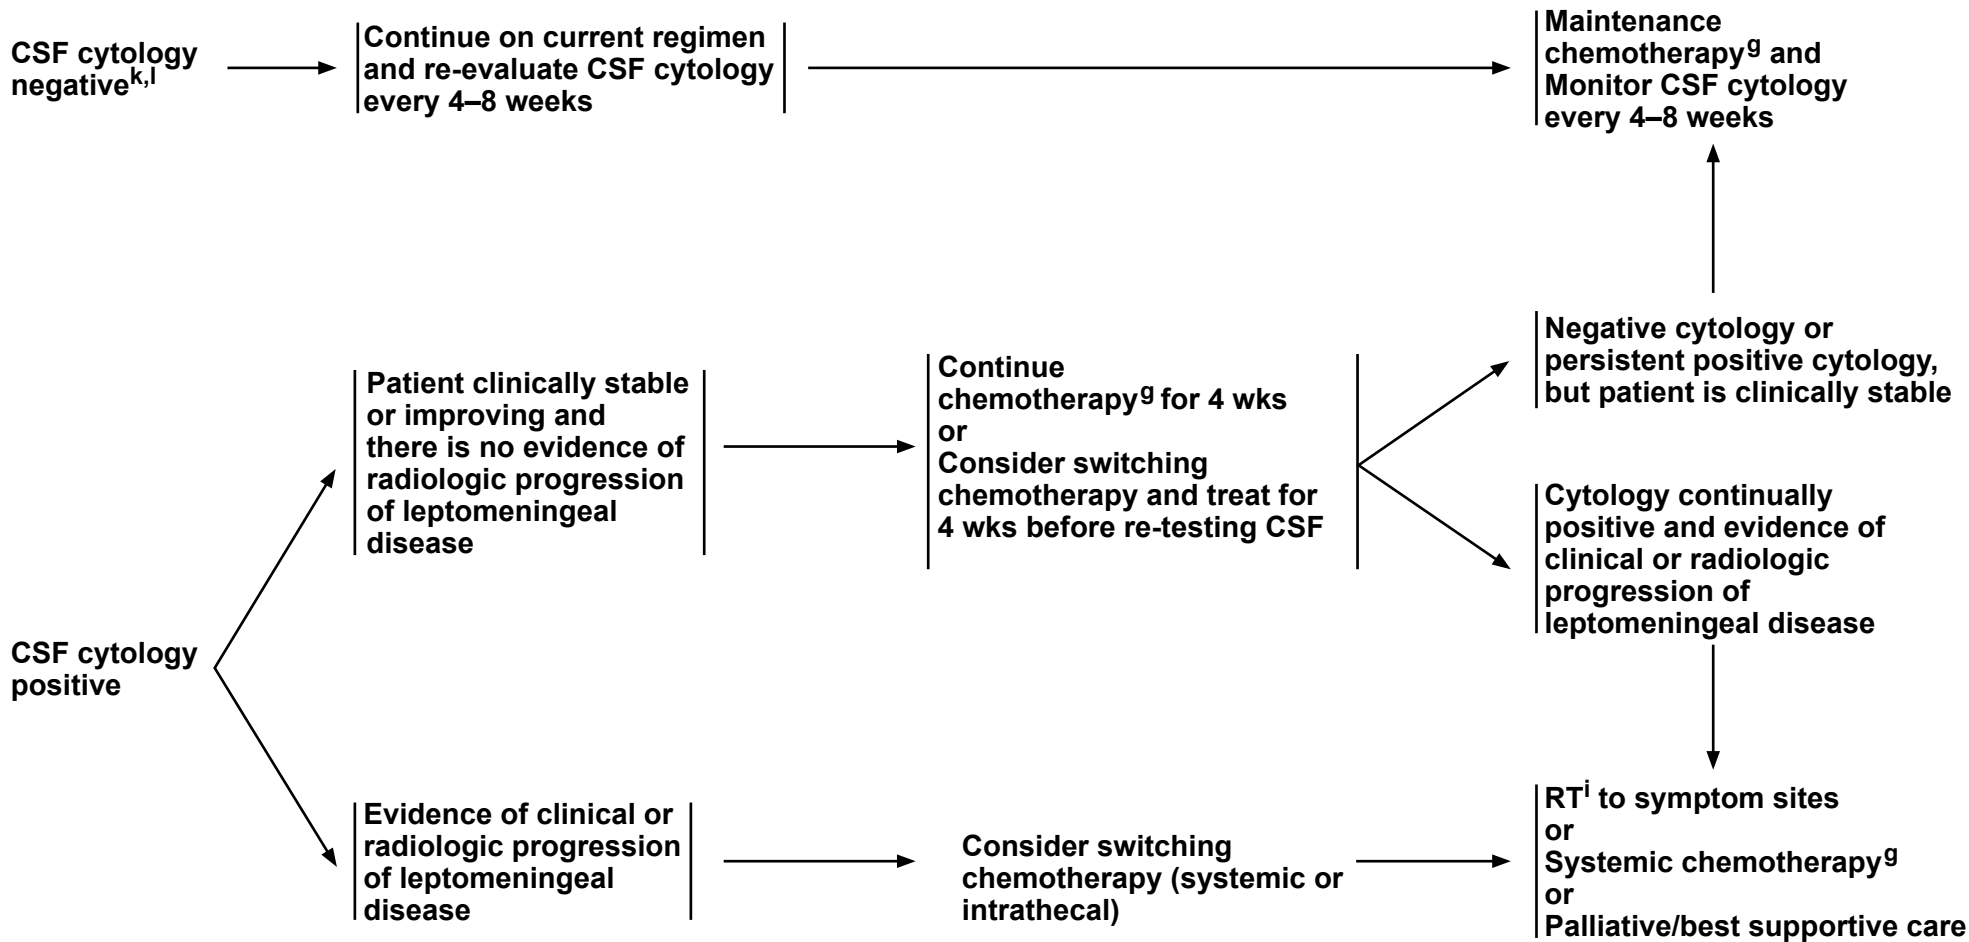 CSF cytology
negativek,l
Continue on current regimen
and re-evaluate CSF cytology
every 4–8 weeks
Maintenance
chemotherapyg and
Monitor CSF cytology
every 4–8 weeks
CSF cytology
positive
Patient clinically stable
or improving and
there is no evidence of
radiologic progression
of leptomeningeal
disease
Continue
chemotherapyg for 4 wks
or
Consider switching
chemotherapy and treat for
4 wks before re-testing CSF
Negative cytology or
persistent positive cytology,
but patient is clinically stable
Cytology continually
positive and evidence of
clinical or radiologic
progression of
leptomeningeal disease
Evidence of clinical or
radiologic progression
of leptomeningeal
disease
Consider switching
chemotherapy (systemic or
intrathecal)
RTi to symptom sites
or
Systemic chemotherapyg
or
Palliative/best supportive care